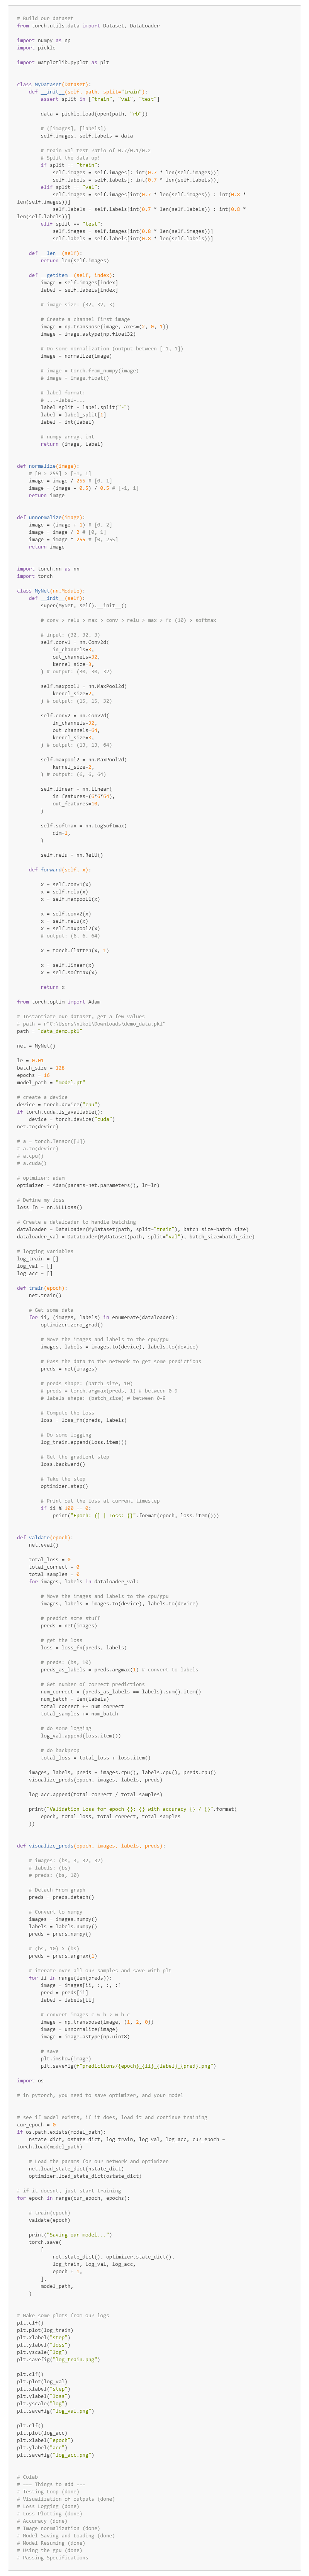 # Build our dataset
from torch.utils.data import Dataset, DataLoader
import numpy as np
import pickle
import matplotlib.pyplot as plt
class MyDataset(Dataset):
def __init__(self, path, split="train"):
assert split in ["train", "val", "test"]
data = pickle.load(open(path, "rb"))
# ([images], [labels])
self.images, self.labels = data
# train val test ratio of 0.7/0.1/0.2
# Split the data up?
if split == "train":
self.images = self.images[: int(0.7 * len(self.images))]
self.labels = self.labels[: int(0.7 * len(self.labels))]
elif split == "val":
self.images = self.images[int(0.7 * len(self.images)) : int(0.8 *
len(self.images))]
self.labels = self.labels[int(0.7 * len(self.labels)) : int(0.8 *
len(self.labels))]
elif split == "test":
self.images = self.images[int(0.8 * len(self.images))]
self.labels = self.labels[int(0.8 * len(self.labels))]
def __len__(self):
return len(self.images)
def __getitem__(self, index):
image = self.images[index]
label = self.labels[index]
# image size: (32, 32, 3)
# Create a channel first image
image = np.transpose(image, axes=(2, 0, 1))
image = image.astype(np.float32)
# Do some normalization (output between [-1, 1])
image = normalize(image)
# image = torch.from_numpy(image)
# image = image.float()
# label format:
# ...-label-...
label_split = label.split("-")
label = label_split[1]
label = int(label)
# numpy array, int
return (image, label)
def normalize(image):
# [0 > 255] > [-1, 1]
image = image / 255 # [0, 1]
image = (image - 0.5) / 0.5 # [-1, 1]
return image
def unnormalize(image):
image = (image + 1) # [0, 2]
image = image / 2 # [0, 1]
image = image * 255 # [0, 255]
return image
import torch.nn as nn
import torch
class MyNet(nn.Module):
def __init__(self):
super(MyNet, self).__init__()
# conv > relu > max > conv > relu > max > fc (10) > softmax
# input: (32, 32, 3)
self.conv1 = nn.Conv2d(
in_channels=3,
out_channels=32,
kernel_size=3,
) # output: (30, 30, 32)
self.maxpool1 = nn.MaxPool2d(
kernel_size=2,
) # output: (15, 15, 32)
self.conv2 = nn.Conv2d(
in_channels=32,
out_channels=64,
kernel_size=3,
) # output: (13, 13, 64)
self.maxpool2 = nn.MaxPool2d(
kernel_size=2,
) # output: (6, 6, 64)
self.linear = nn.Linear(
in_features=(6*6*64),
out_features=10,
)
self.softmax = nn.LogSoftmax(
dim=1,
)
self.relu = nn.ReLU()
def forward(self, x):
x = self.conv1(x)
x = self.relu(x)
x = self.maxpool1(x)
x = self.conv2(x)
x = self.relu(x)
x = self.maxpool2(x)
# output: (6, 6, 64)
x = torch.flatten(x, 1)
x = self.linear(x)
x = self.softmax(x)
return x
from torch.optim import Adam
# Instantiate our dataset, get a few values
# path = r"C:\Users\nikol\Downloads\demo_data.pkl"
path = "data_demo.pkl"
net = MyNet()
lr = 0.01
batch_size = 128
epochs =
model_path = "model.pt"
# create a device
device = torch.device("cpu")
if torch.cuda.is_available():
device = torch.device("cuda")
net.to(device)
# a = torch.Tensor([1])
# a.to(device)
# a.cpu()
# a.cuda()
# optmizer: adam
optimizer = Adam(params=net.parameters(), lr=lr)
# Define my loss
loss_fn = nn.NLLLoss()
# Create a dataloader to handle batching
dataloader = DataLoader(MyDataset(path, split="train"), batch_size=batch_size)
dataloader_val = DataLoader(MyDataset(path, split="val"), batch_size=batch_size)
# logging variables
log_train = []
log_val = []
log_acc = []
def train(epoch):
net.train()
# Get some data
for ii, (images, labels) in enumerate(dataloader):
optimizer.zero_grad()
# Move the images and labels to the cpu/gpu
images, labels = images.to(device), labels.to(device)
# Pass the data to the network to get some predictions
preds = net(images)
# preds shape: (batch_size, 10)
# preds = torch.argmax(preds, 1) # between 0-9
# labels shape: (batch_size) # between 0-9
# Compute the loss
loss = loss_fn(preds, labels)
# Do some logging
log_train.append(loss.item())
# Get the gradient step
loss.backward()
# Take the step
optimizer.step()
# Print out the loss at current timestep
if ii % 100 == 0:
print("Epoch: {} | Loss: {}".format(epoch, loss.item()))
def valdate(epoch):
net.eval()
total_loss = 0
total_correct = 0
total_samples = 0
for images, labels in dataloader_val:
# Move the images and labels to the cpu/gpu
images, labels = images.to(device), labels.to(device)
# predict some stuff
preds = net(images)
# get the loss
loss = loss_fn(preds, labels)
# preds: (bs, 10)
preds_as_labels = preds.argmax(1) # convert to labels
# Get number of correct predictions
num_correct = (preds_as_labels == labels).sum().item()
num_batch = len(labels)
total_correct += num_correct
total_samples += num_batch
# do some logging
log_val.append(loss.item())
# do backprop
total_loss = total_loss + loss.item()
images, labels, preds = images.cpu(), labels.cpu(), preds.cpu()
visualize_preds(epoch, images, labels, preds)
log_acc.append(total_correct / total_samples)
print("Validation loss for epoch {}: {} with accuracy {} / {}".format(
epoch, total_loss, total_correct, total_samples
))
def visualize_preds(epoch, images, labels, preds):
# images: (bc, 3, 32, 32)
# labels: (bs)
# preds: (bs, 10)
# Detach from graph
preds = preds.detach()
# Convert to numpy
images = images.numpy()
labels = labels.numpy()
preds = preds.numpy()
# (bs, 10) > (bs)
preds = preds.argmax(1)
# iterate over all our samples and save with plt
for ii in range(len(preds)):
image = images[ii, :, :, :]
pred = preds[ii]
label = labels[ii]
# convert images c w h > w h c
image = np.transpose(image, (1, 2, 0))
image = unnormalize(image)
image = image.astype(np.uint8)
# save
plt.imshow(image)
plt.savefig(f"predictions/{epoch}_{ii}_{label}_{pred}.png")
import os
# in pytorch, you need to save optimizer, and your model
# see if model exists, if it does, load it and continue training
cur_epoch = 0
if os.path.exists(model_path):
nstate_dict, ostate_dict, log_train, log_val, log_acc, cur_epoch =
torch.load(model_path)
# Load the params for our network and optimizer
net.load_state_dict(nstate_dict)
optimizer.load_state_dict(ostate_dict)
# if it doesnt, just start training
for epoch in range(cur_epoch, epochs):
# train(epoch)
valdate(epoch)
print("Saving our model...")
torch.save(
[
net.state_dict(), optimizer.state_dict(),
log_train, log_val, log_acc,
epoch + 1,
],
model_path,
)
# Make some plots from our logs
plt.clf()
plt.plot(log_train)
plt.xlabel("step")
plt.ylabel("loss")
plt.yscale("log")
plt.savefig("log_train.png")
plt.clf()
plt.plot(log_val)
plt.xlabel("step")
plt.ylabel("loss")
plt.yscale("log")
plt.savefig("log_val.png")
plt.clf()
plt.plot(log_acc)
plt.xlabel("epoch")
plt.ylabel("acc")
plt.savefig("log_acc.png")
# Colab
# === Things to add ===
# Testing Loop (done)
# Visualization of outputs (done)
# Loss Logging (done)
# Loss Plotting (done)
# Accuracy (done)
# Image normalization (done)
# Model Saving and Loading (done)
# Model Resuming (done)
# Using the gpu (done)
# Passing Specifications